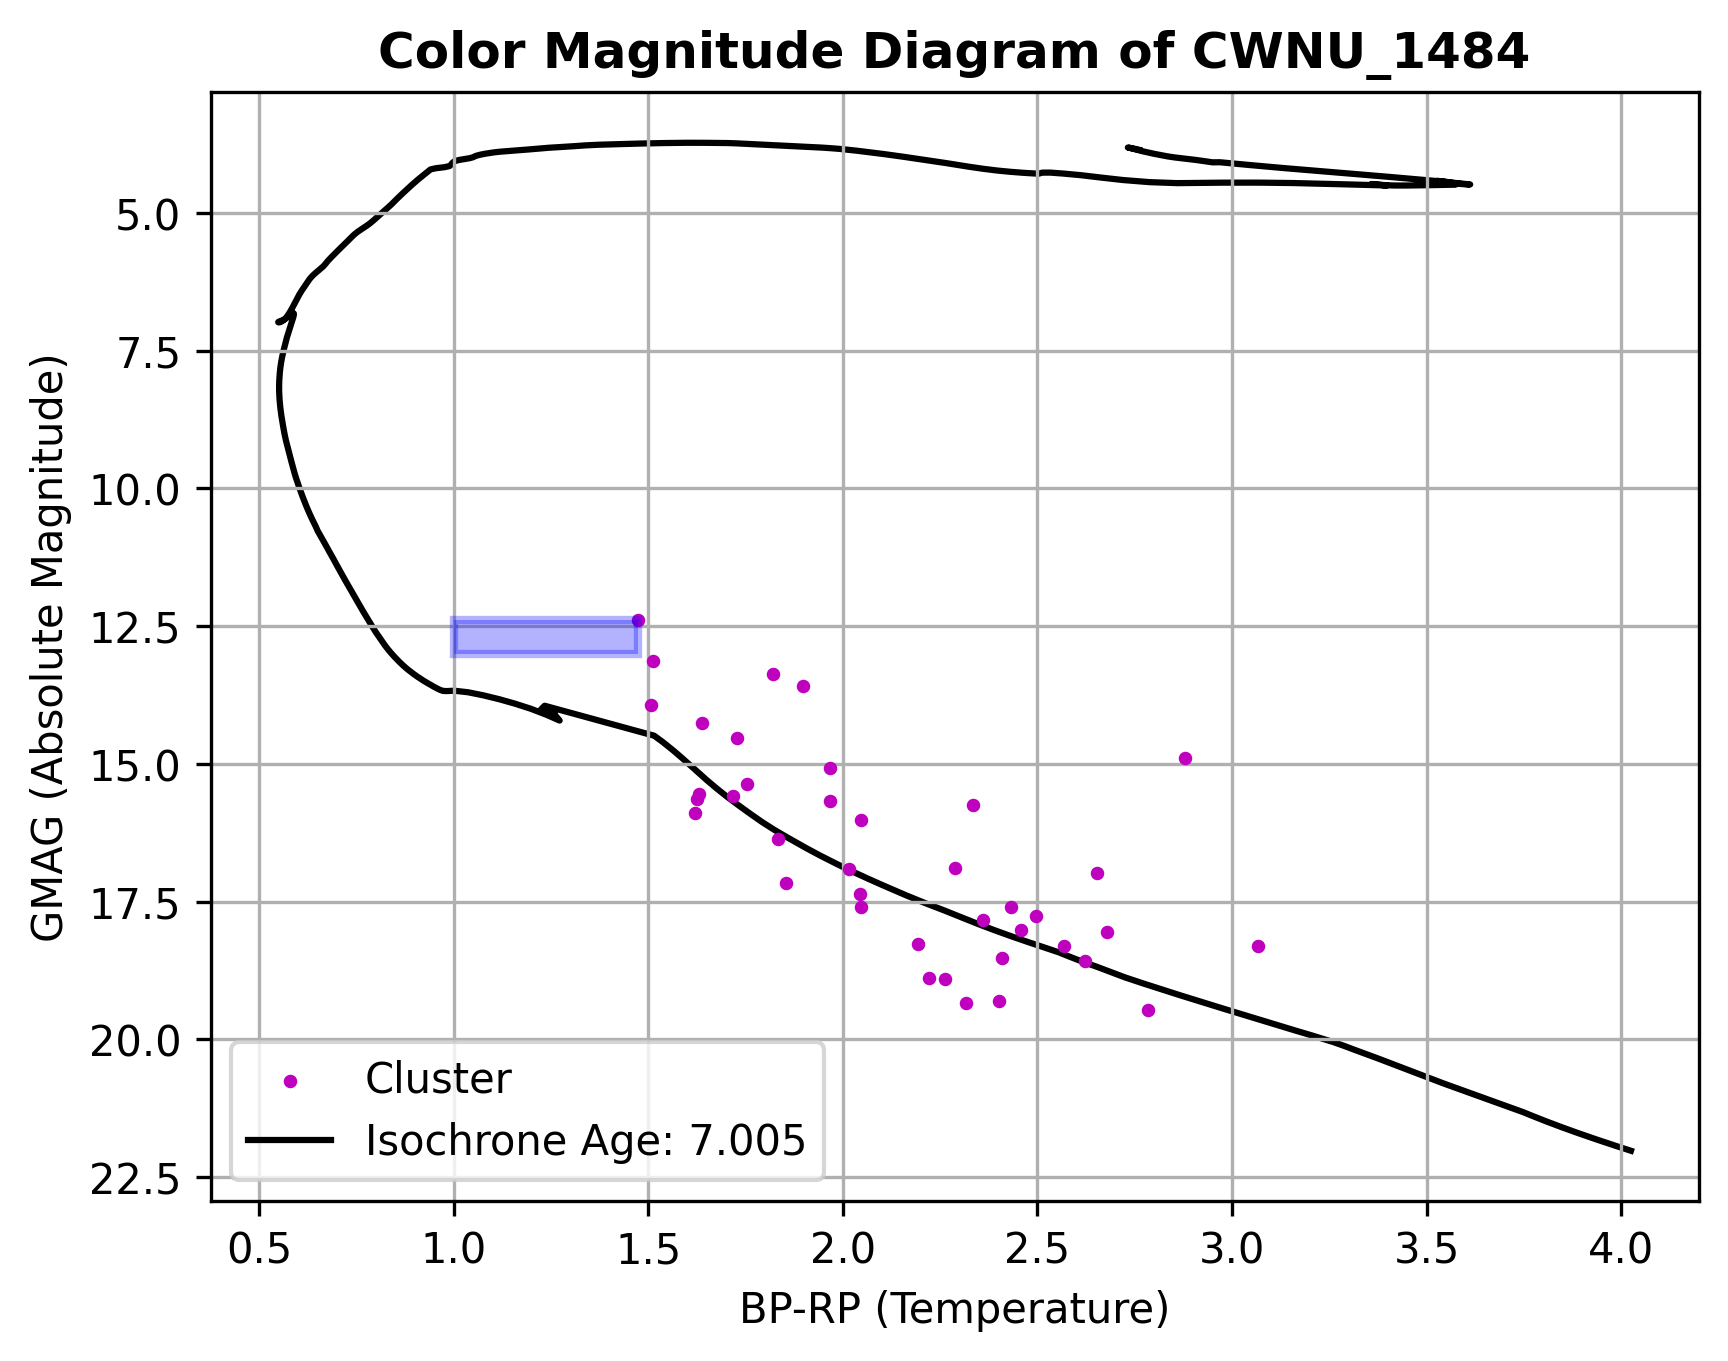 Color Magnitude Diagram of CWNU_1484
GMAG (Absolute Magnitude)
5.0
7.5
10.0
12.5
15.0
17.5
20.0
22.5
Cluster
Isochrone Age: 7.005
0.5 1.0 1.5 2.0 2.5 3.0 3.5 4.0
BP-RP (Temperature)